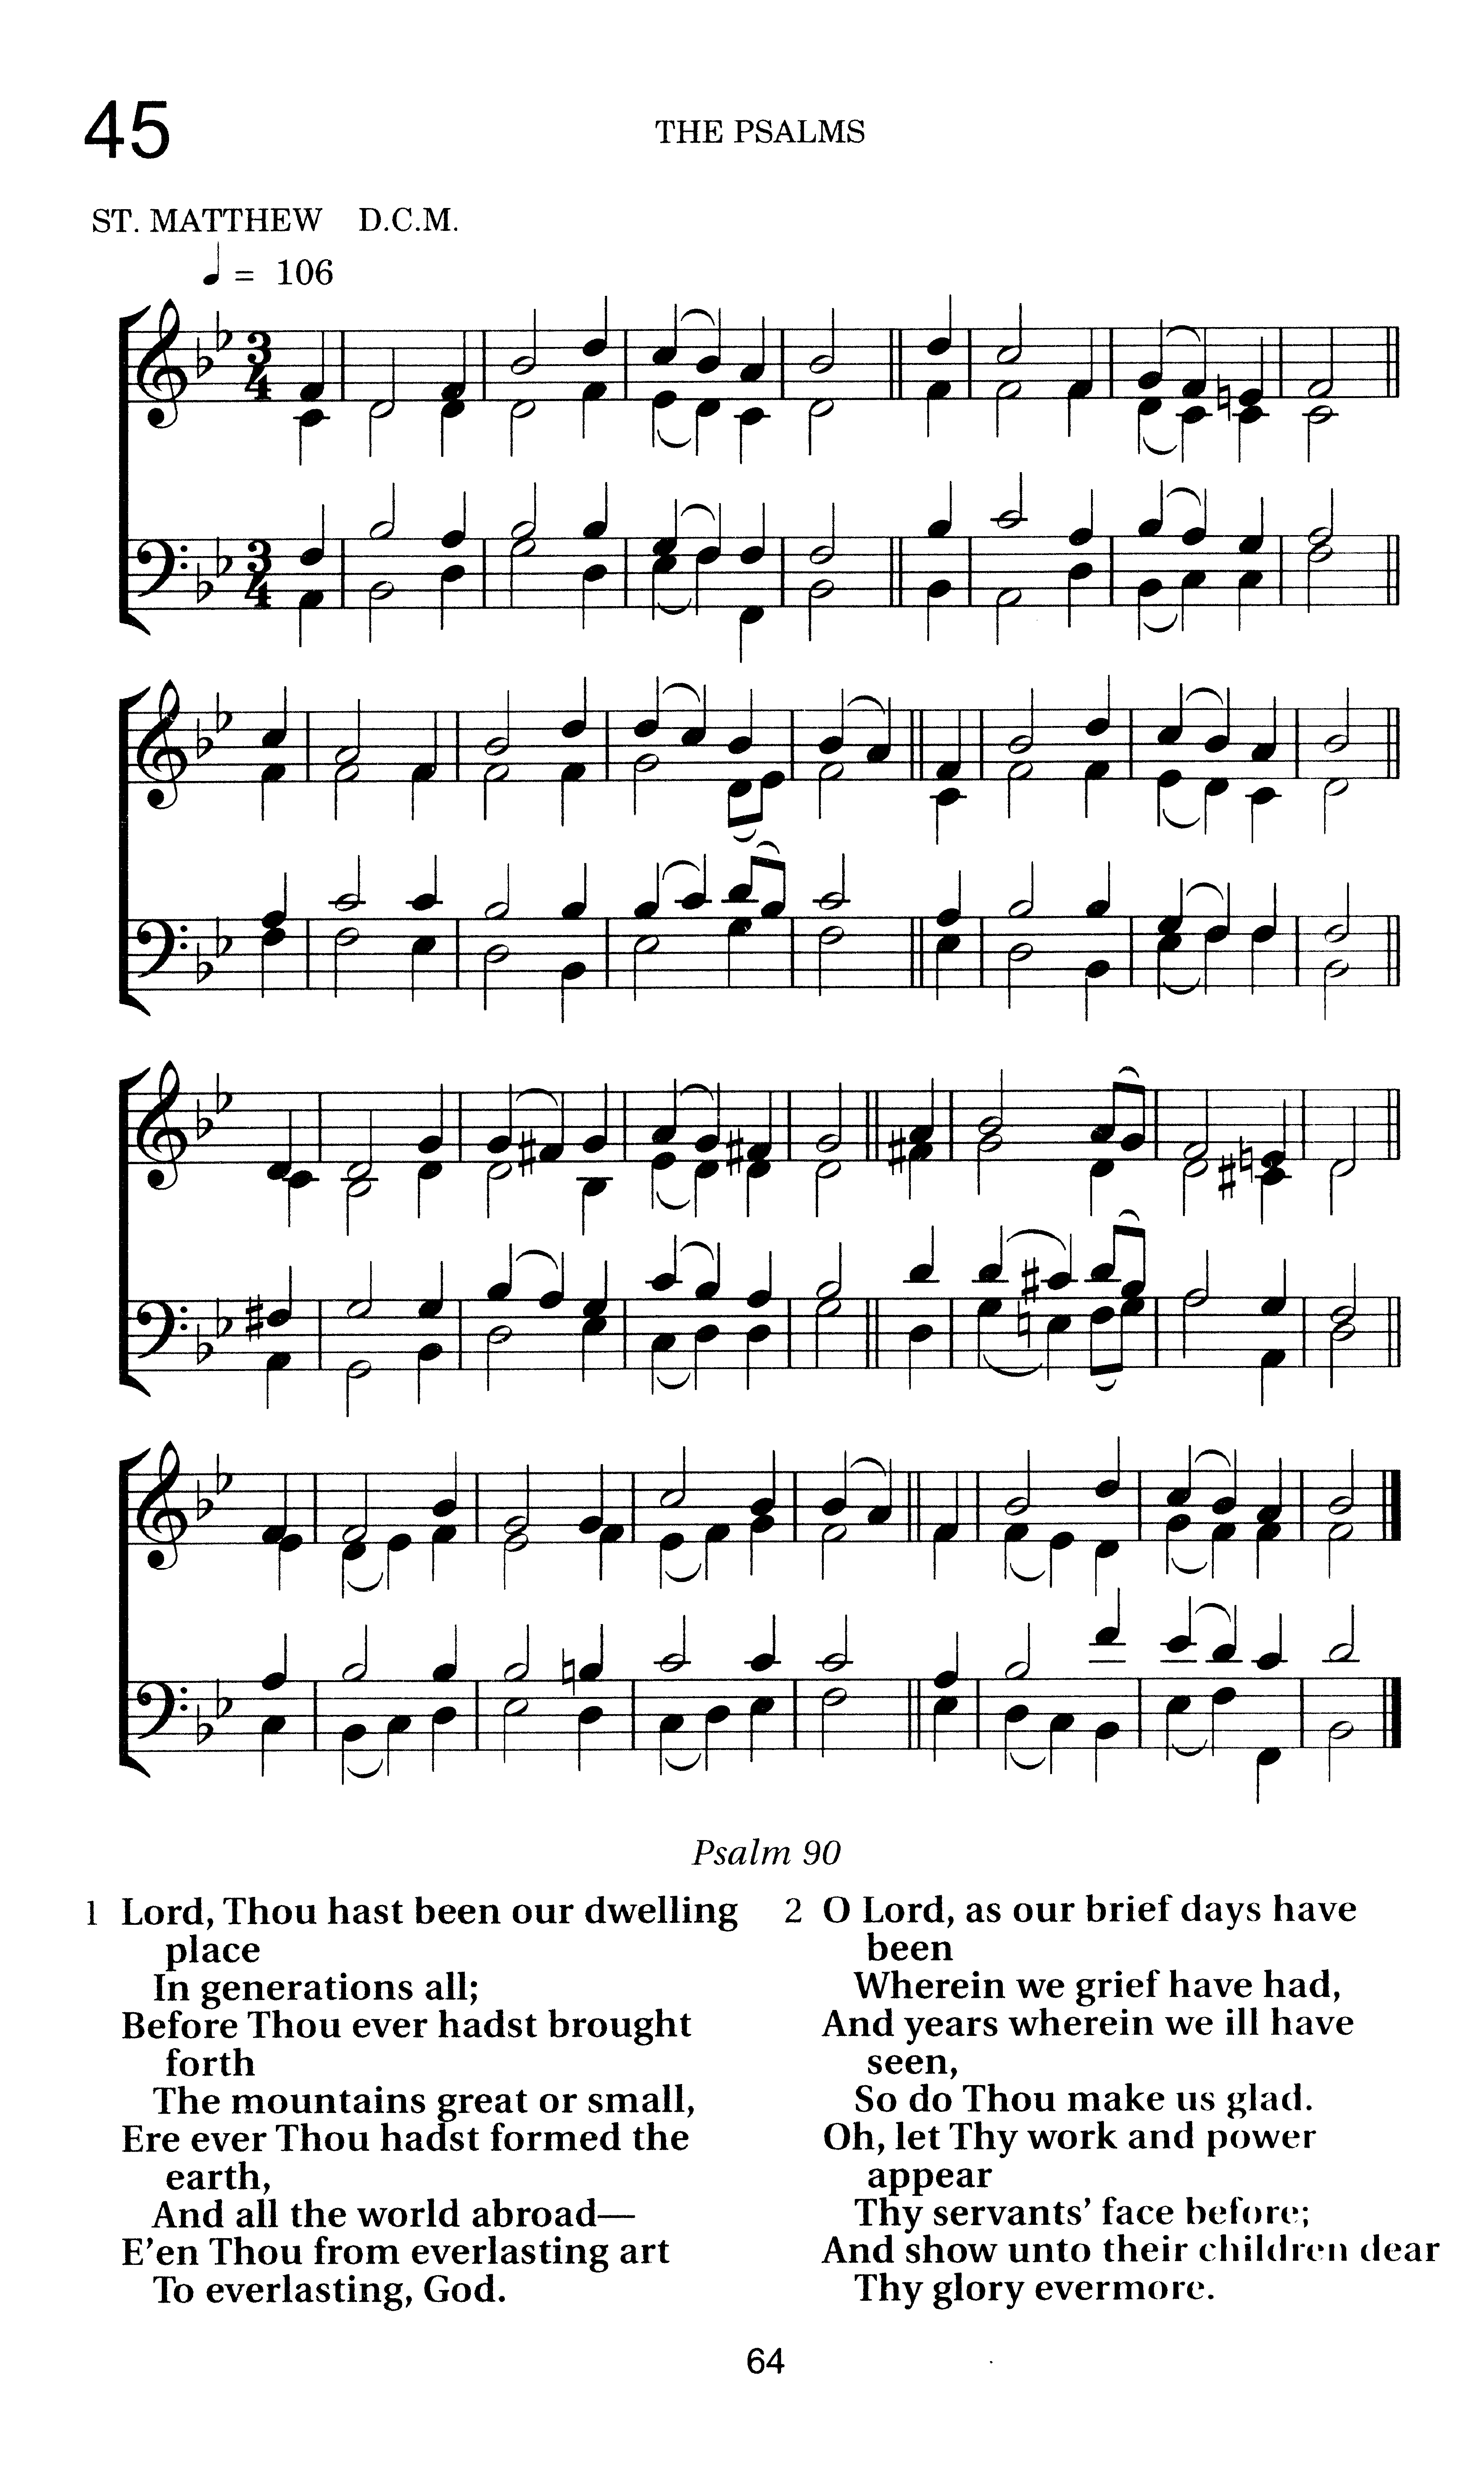 45
THE PSALMS
ST. MATTHEW D.C.M.
♩ = 106
Psalm 90
1 Lord, Thou hast been our dwelling
place
In generations all;
Before Thou ever hadst brought
forth
The mountains great or small,
Ere ever Thou hadst formed the
earth,
And all the world abroad—
E’en Thou from everlasting art
To everlasting, God.
2 O Lord, as our brief days have
been
Wherein we grief have had,
And years wherein we ill have
seen,
So do Thou make us glad.
Oh, let Thy work and power
appear
Thy servants’ face before;
And show unto their children dear
Thy glory evermore.
64